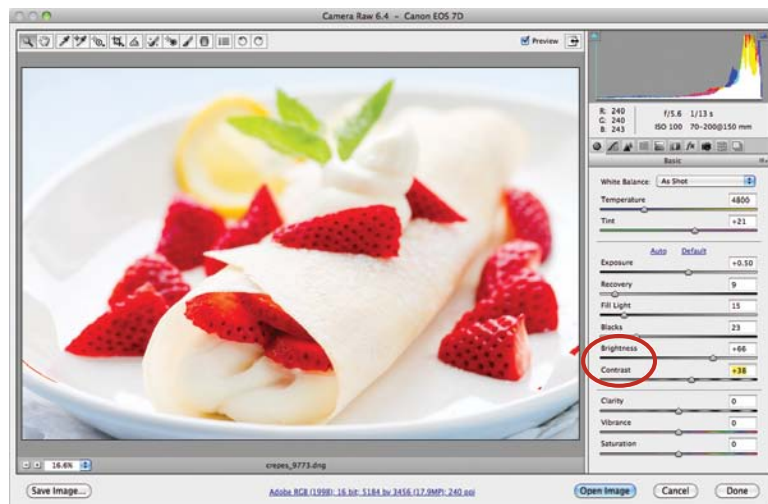 Camera Raw 6.4 - Canon EOS 7D
Preview
R: 240
G: 240
B: 243
f/5.6 1/13 s
ISO 100 70-200@150 mm
Basic
White Balance: As Shot
Temperature 4800
Tint +21
Auto Default
Exposure +0.50
Recovery 9
Fill Light 15
Blacks 23
Brightness +66
Contrast +38
Clarity 0
Vibrance 0
Saturation 0
16.6% crepes_9773.dng
Save Image... Adobe RGB (1998); 16 bit; 5184 by 3456 (17.9MP); 240 ppi Open Image Cancel Done